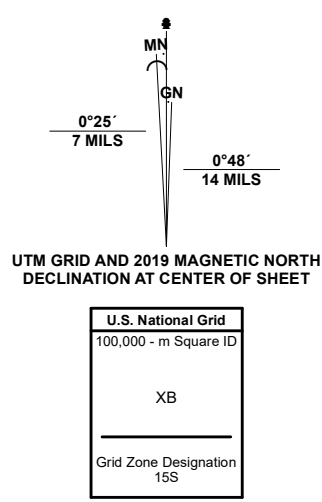 MN
GN
0°25´
7 MILS
0°48´
14 MILS
UTM GRID AND 2019 MAGNETIC NORTH
DECLINATION AT CENTER OF SHEET
U.S. National Grid
100,000 - m Square ID
XB
Grid Zone Designation
15S